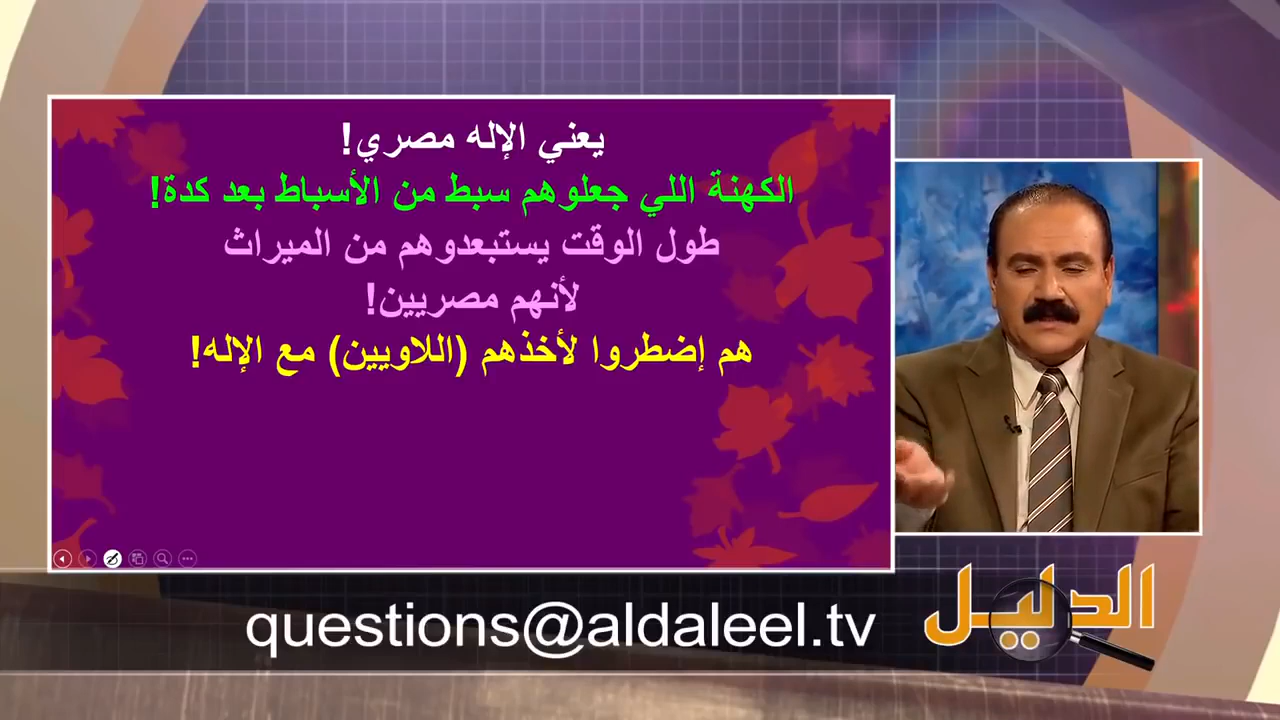 يعني الإله مصري!
الكهنة اللي جعلوهم سبط من الأسباط بعد كدة!
طول الوقت يستبعدوهم من الميراث
لأنهم مصريين!
هم إضطروا لأخذهم (اللاويين) مع الإله!
questions@aldaleel.tv
الدليل